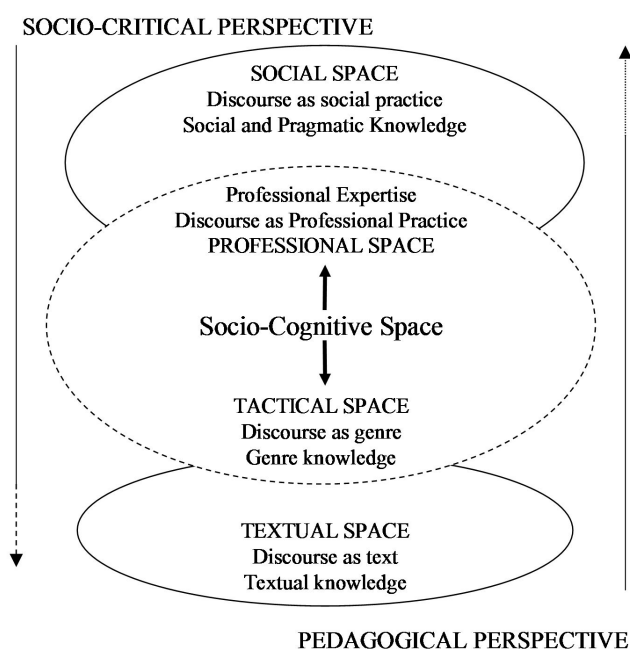 SOCIO-CRITICAL PERSPECTIVE
SOCIAL SPACE
Discourse as social practice
Social and Pragmatic Knowledge
Professional Expertise
Discourse as Professional Practice
PROFESSIONAL SPACE
Socio-Cognitive Space
TACTICAL SPACE
Discourse as genre
Genre knowledge
TEXTUAL SPACE
Discourse as text
Textual knowledge
PEDAGOGICAL PERSPECTIVE